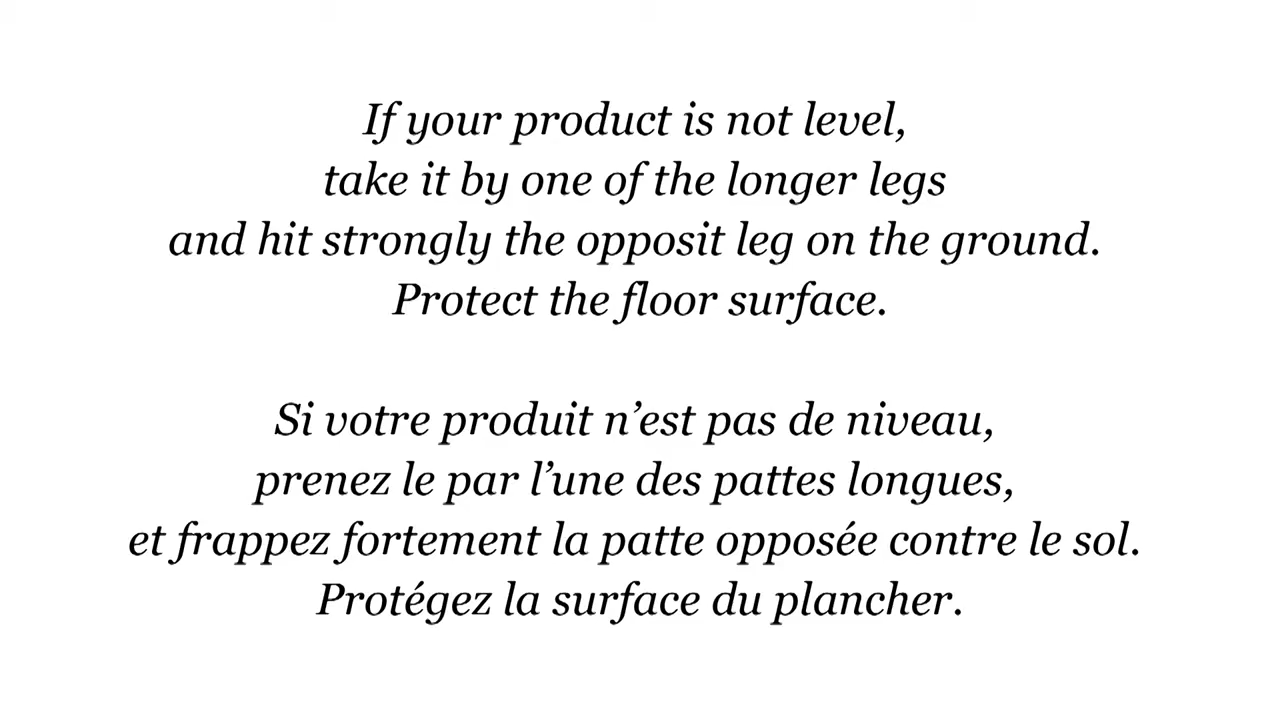 If your product is not level,
take it by one of the longer legs
and hit strongly the opposit leg on the ground.
Protect the floor surface.
Si votre produit n’est pas de niveau,
prenez le par l’une des pattes longues,
et frappez fortement la patte opposée contre le sol.
Protégez la surface du plancher.